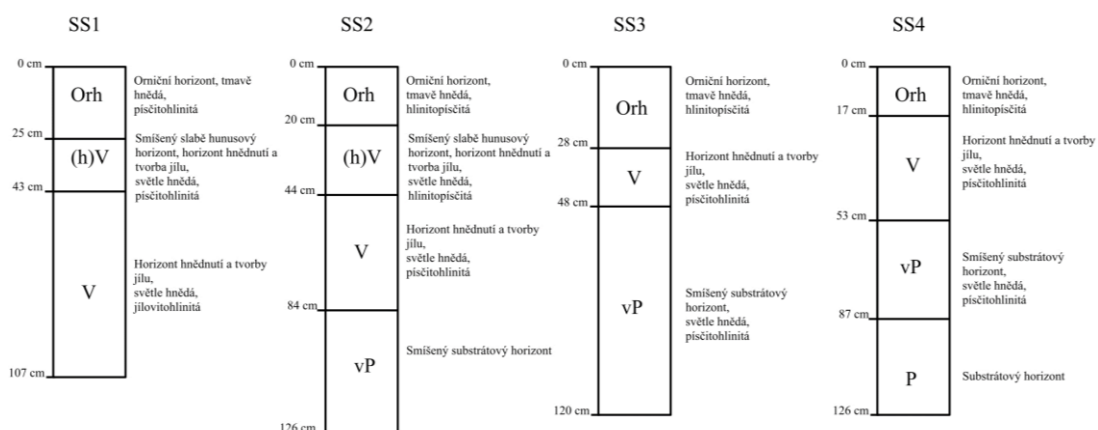 SS1
0 cm
Orh
Orniční horizont, tmavě
hnědá,
písčitohlinitá
25 cm
(h)V
Smíšený slabě hunusový
horizont, horizont hnědnutí a
tvorba jílu,
světle hnědá,
písčitohlinitá
43 cm
V
Horizont hnědnutí a tvorby
jílu,
světle hnědá,
jílovitohlinitá
107 cm
SS2
0 cm
Orh
Orniční horizont,
tmavě hnědá,
hlinitopísčitá
20 cm
(h)V
Smíšený slabě hunusový
horizont, horizont hnědnutí a
tvorba jílu,
světle hnědá,
hlinitopísčitá
44 cm
V
Horizont hnědnutí a tvorby
jílu,
světle hnědá,
písčitohlinitá
84 cm
vP
Smíšený substrátový horizont
126 cm
SS3
0 cm
Orh
Orniční horizont,
tmavě hnědá,
hlinitopísčitá
28 cm
V
Horizont hnědnutí a tvorby
jílu,
světle hnědá,
písčitohlinitá
48 cm
vP
Smíšený substrátový
horizont,
světle hnědá,
písčitohlinitá
120 cm
SS4
0 cm
Orh
Orniční horizont,
tmavě hnědá,
hlinitopísčitá
17 cm
V
Horizont hnědnutí a tvorby
jílu,
světle hnědá,
písčitohlinitá
53 cm
vP
Smíšený substrátový
horizont,
světle hnědá,
písčitohlinitá
87 cm
P
Substrátový horizont
126 cm